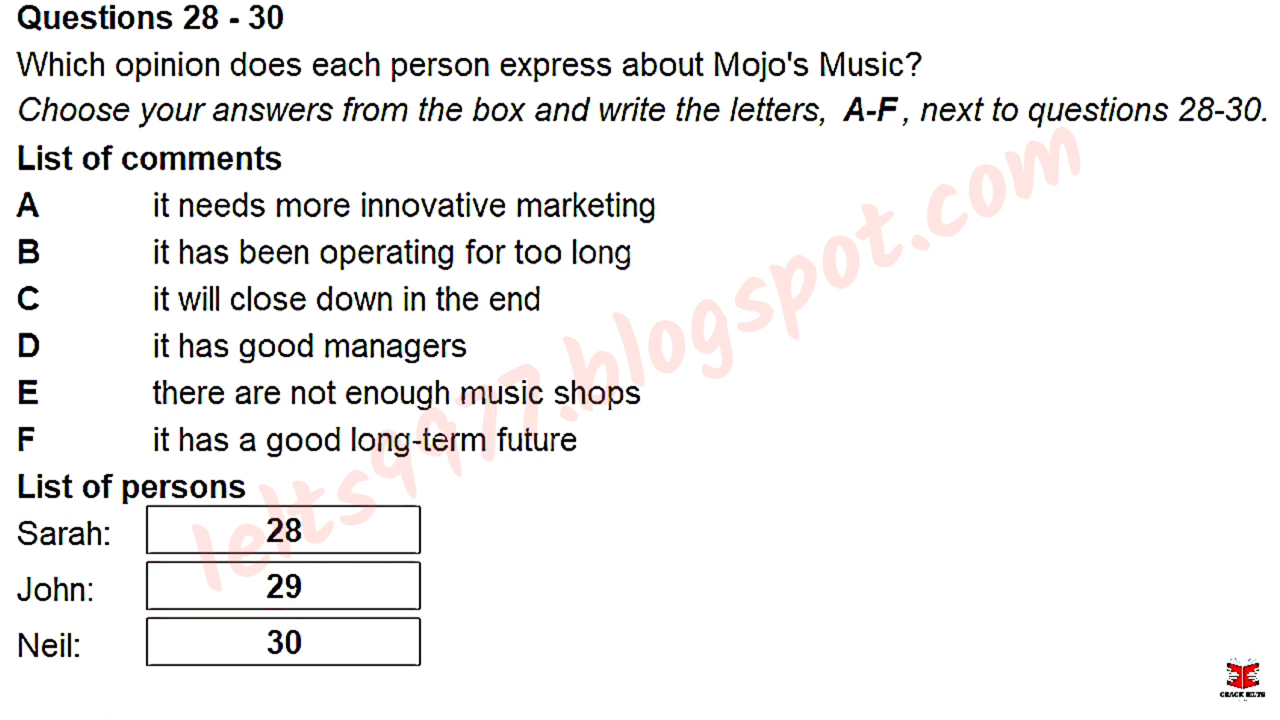 Questions 28 - 30
Which opinion does each person express about Mojo's Music?
Choose your answers from the box and write the letters, A-F, next to questions 28-30.
List of comments
A it needs more innovative marketing
B it has been operating for too long
C it will close down in the end
D it has good managers
E there are not enough music shops
F it has a good long-term future
List of persons
Sarah: 28
John: 29
Neil: 30
Ielts9977.blogspot.com
CRACK IELTS